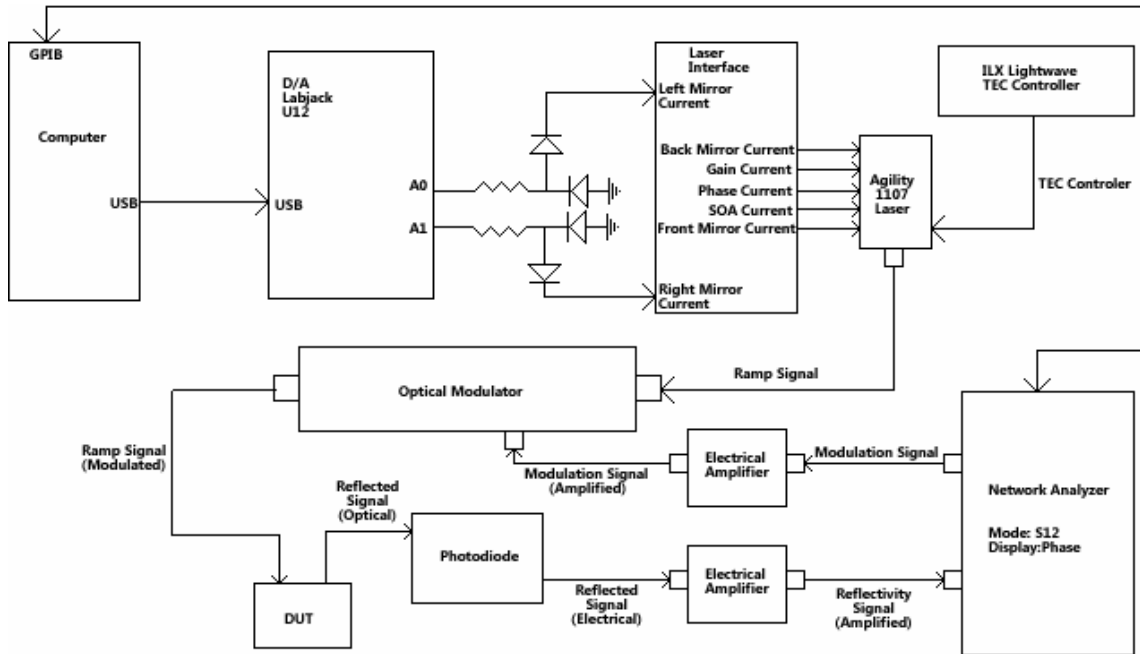 GPIB
Computer
USB
D/A
Labjack
U12
USB
A0
A1
Laser
Interface
Left Mirror
Current
Back Mirror Current
Gain Current
Phase Current
SOA Current
Front Mirror Current
Right Mirror
Current
Agility
1107
Laser
ILX Lightwave
TEC Controller
TEC Controler
Optical Modulator
Ramp Signal
Ramp Signal
(Modulated)
Modulation Signal
(Amplified)
Electrical
Amplifier
Modulation Signal
Network Analyzer
Mode: S12
Display:Phase
Reflected
Signal
(Optical)
Photodiode
DUT
Reflected
Signal
(Electrical)
Electrical
Amplifier
Reflectivity
Signal
(Amplified)